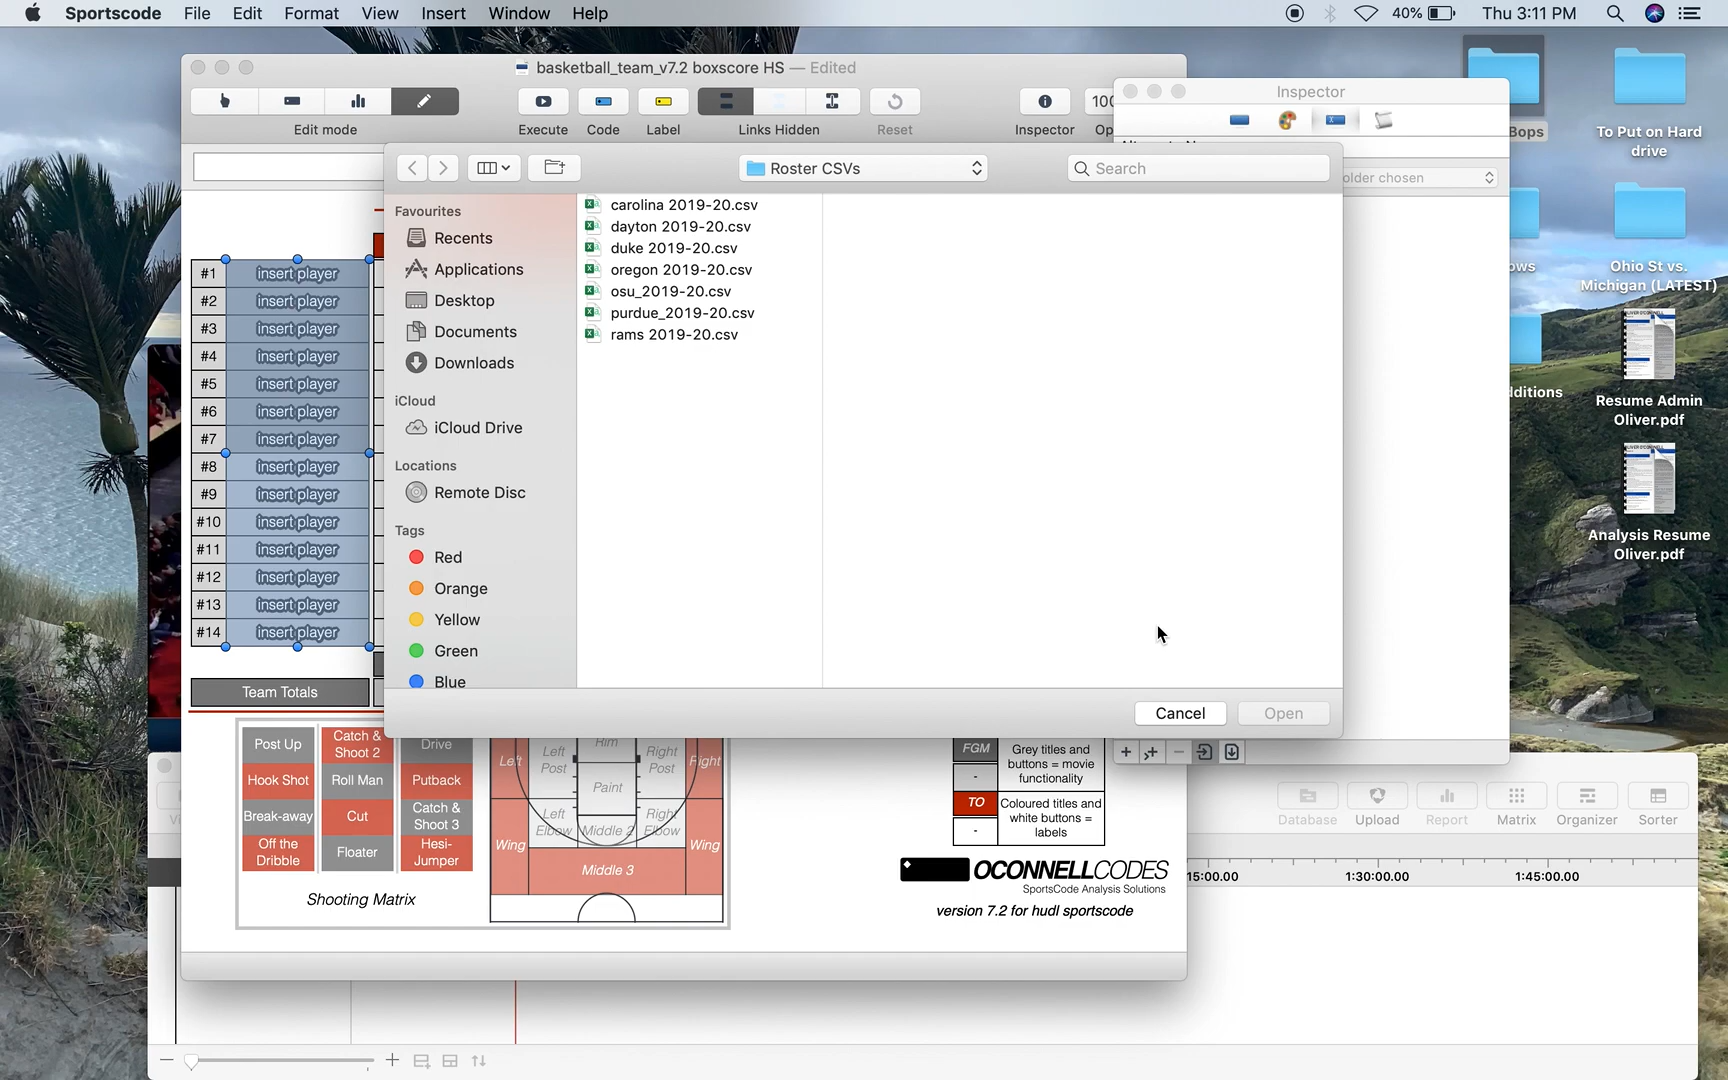 Sportscode File Edit Format View Insert Window Help
40% Thu 3:11 PM
basketball_team_v7.2 boxscore HS — Edited
Edit mode
Execute
Code
Label
Links Hidden
Reset
Inspector
100
Op
Inspector
older chosen
Roster CSVs
Search
Favourites
Recents
Applications
Desktop
Documents
Downloads
iCloud
iCloud Drive
Locations
Remote Disc
Tags
Red
Orange
Yellow
Green
Blue
carolina 2019-20.csv
dayton 2019-20.csv
duke 2019-20.csv
oregon 2019-20.csv
osu_2019-20.csv
purdue_2019-20.csv
rams 2019-20.csv
Cancel
Open
#1 insert player
#2 insert player
#3 insert player
#4 insert player
#5 insert player
#6 insert player
#7 insert player
#8 insert player
#9 insert player
#10 insert player
#11 insert player
#12 insert player
#13 insert player
#14 insert player
Team Totals
Post Up
Catch &
Shoot 2
Drive
Hook Shot
Roll Man
Putback
Break-away
Cut
Catch &
Shoot 3
Off the
Dribble
Floater
Hesi-
Jumper
Shooting Matrix
Left
Left
Post
Rim
Right
Post
Right
Paint
Left
Elbow
Middle 2
Right
Elbow
Wing
Wing
Middle 3
FGM
-
Grey titles and
buttons = movie
functionality
TO
-
Coloured titles and
white buttons =
labels
OCONNELLCODES
SportsCode Analysis Solutions
version 7.2 for hudl sportscode
Database
Upload
Report
Matrix
Organizer
Sorter
15:00.00
1:30:00.00
1:45:00.00
Bops
To Put on Hard
drive
ows
Ohio St vs.
Michigan (LATEST)
Resume Admin
Oliver.pdf
dditions
Analysis Resume
Oliver.pdf